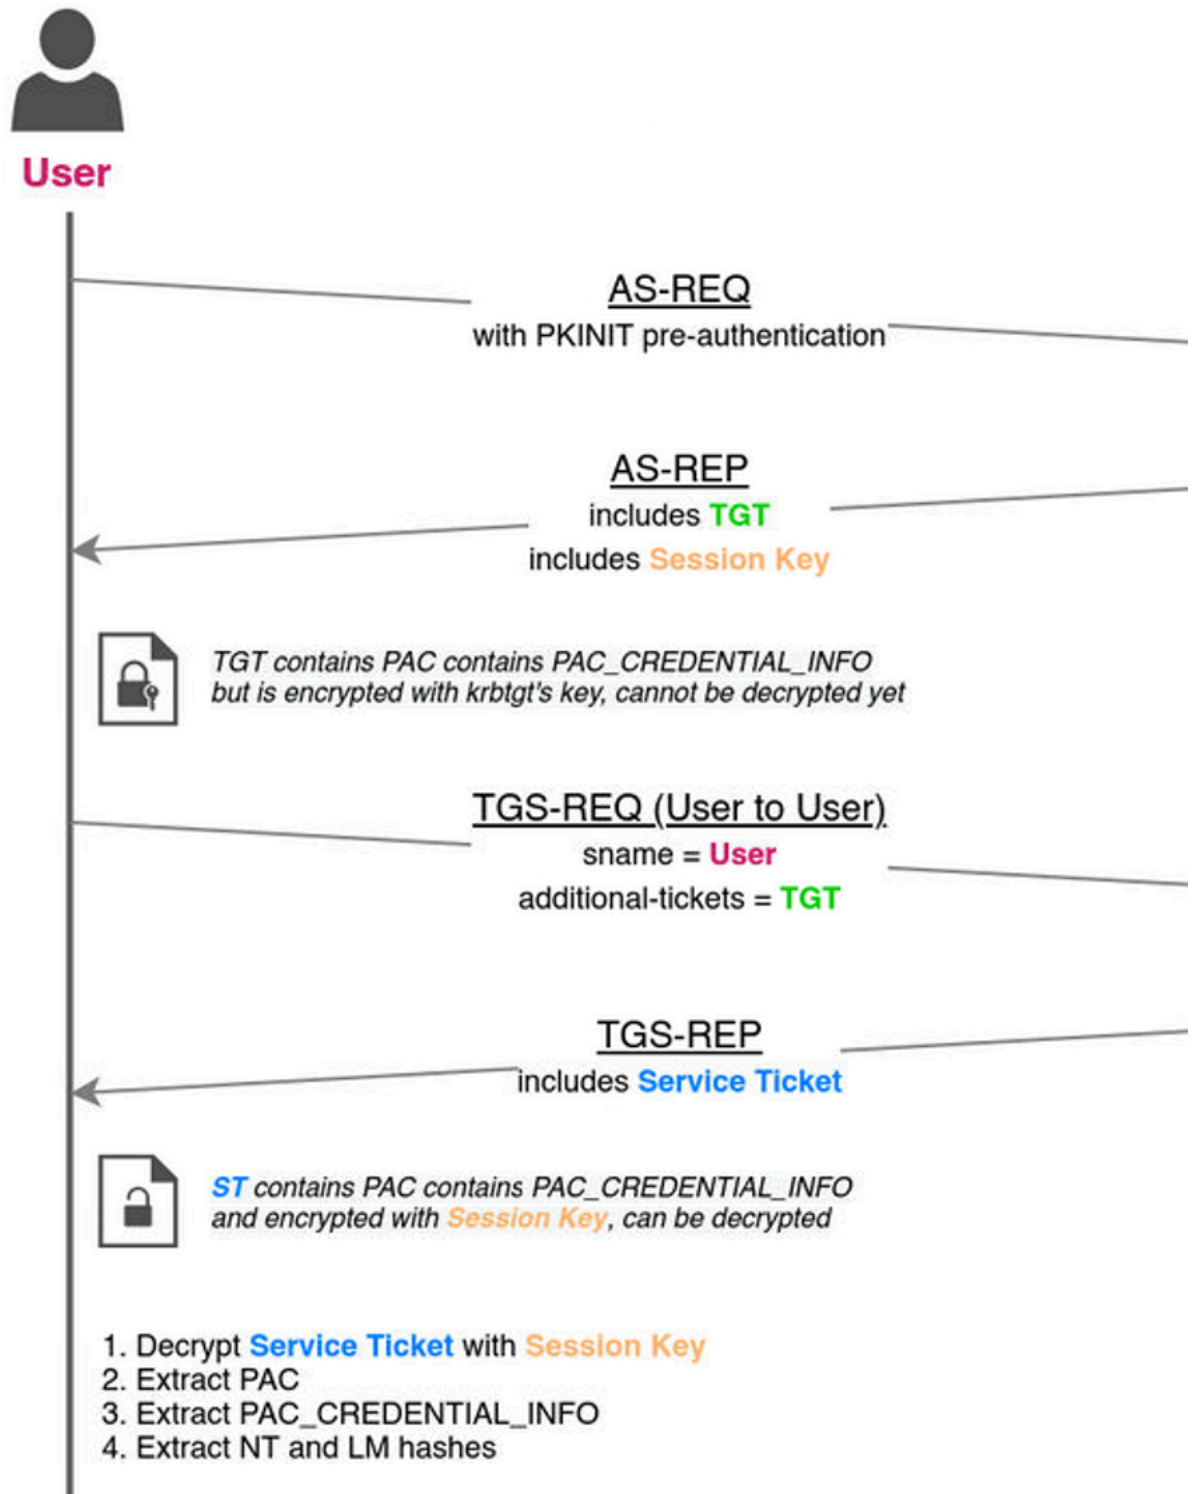 User
AS-REQ
with PKINIT pre-authentication
AS-REP
includes TGT
includes Session Key
TGT contains PAC contains PAC_CREDENTIAL_INFO
but is encrypted with krbtgt's key, cannot be decrypted yet
TGS-REQ (User to User)
sname = User
additional-tickets = TGT
TGS-REP
includes Service Ticket
ST contains PAC contains PAC_CREDENTIAL_INFO
and encrypted with Session Key, can be decrypted
1. Decrypt Service Ticket with Session Key
2. Extract PAC
3. Extract PAC_CREDENTIAL_INFO
4. Extract NT and LM hashes